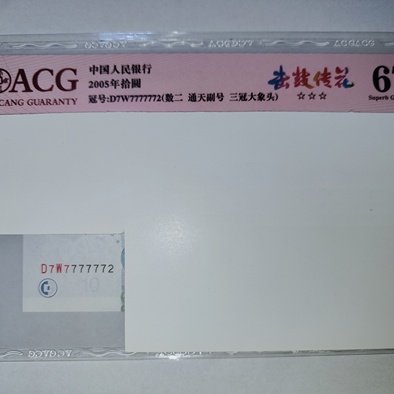 ACG
CANG GUARANTY
中国人民银行
2005年拾圆
冠号:D7W7777772(数二 通天副号 三冠大象头)
击鼓传花
☆☆☆
67
Superb G
D7W7777772